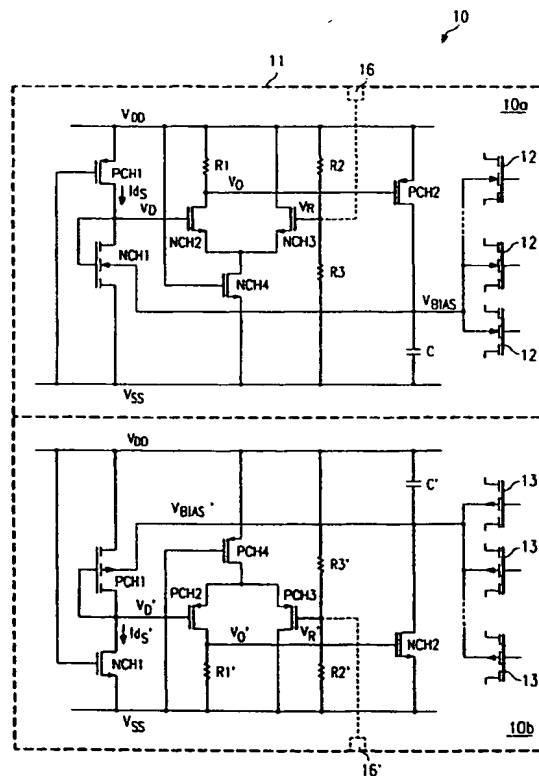 10
11
16
10a
VDD
PCH1
IdS
VD
NCH1
R1
VO
NCH2
VR
NCH3
NCH4
R2
R3
PCH2
VBIAS
C
12
12
12
VSS
VDD
VBIAS'
PCH1
VD'
IdS'
NCH1
PCH4
PCH2
PCH3
VO'
VR'
R1'
R3'
R2'
C'
NCH2
13
13
13
VSS
16'
10b